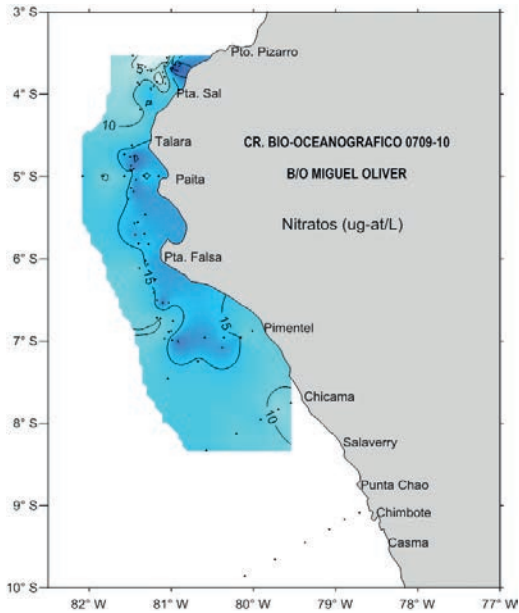 3° S
Pto. Pizarro
5
4° S
Pta. Sal
10
Talara
CR. BIO-OCEANOGRAFICO 0709-10
5° S
Paita
B/O MIGUEL OLIVER
Nitratos (ug-at/L)
6° S
Pta. Falsa
15
15
Pimentel
7° S
Chicama
8° S
10
Salaverry
Punta Chao
9° S
Chimbote
Casma
10° S
82° W
81° W
80° W
79° W
78° W
77° W